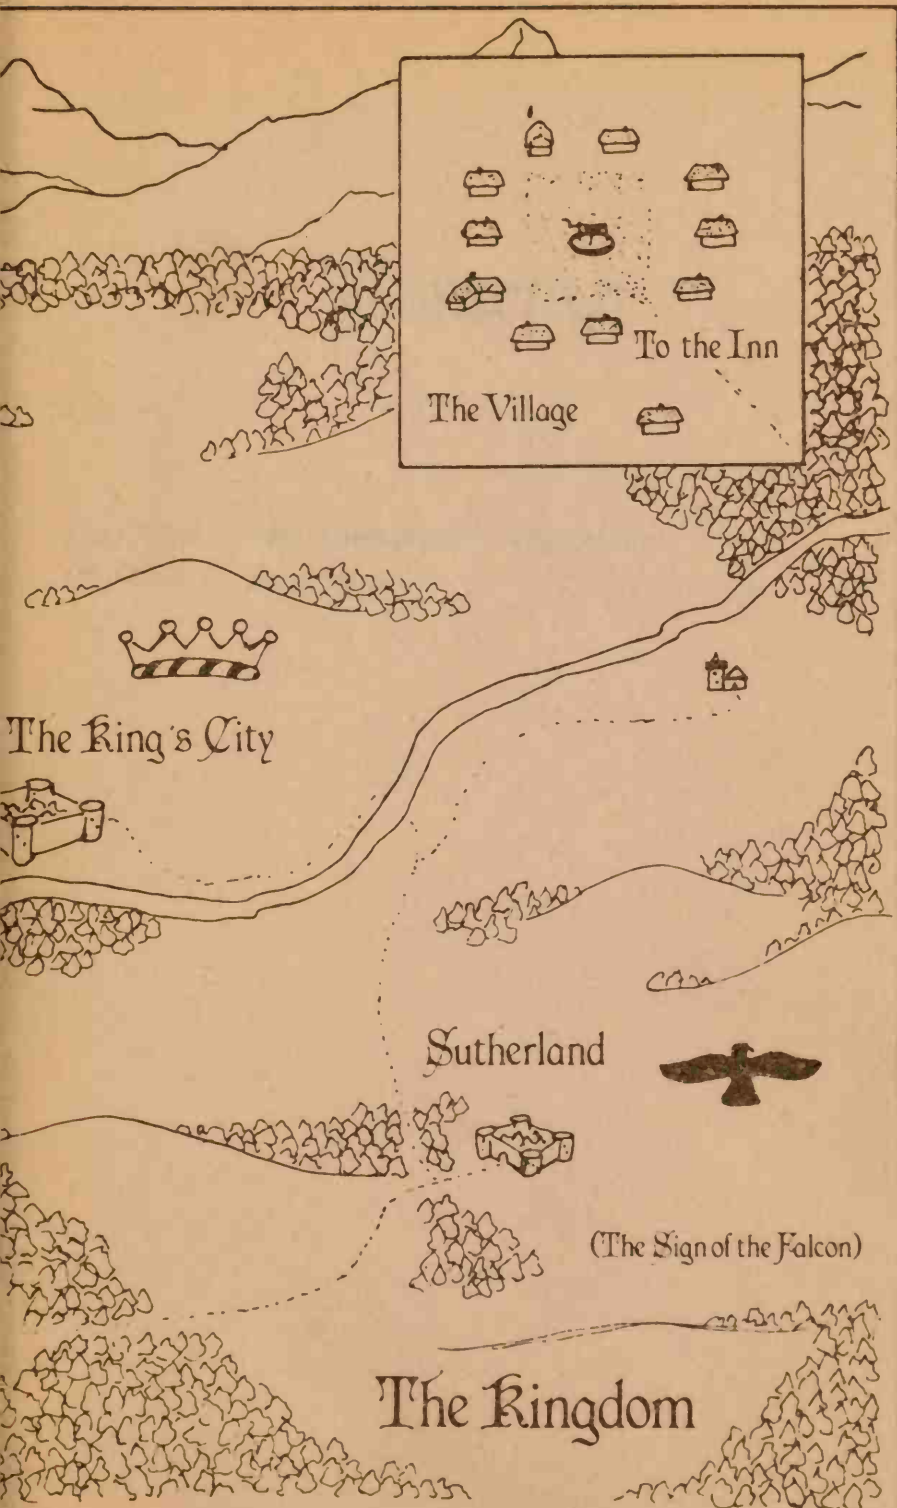 To the Inn
The Village
The King's City
Sutherland
(The Sign of the Falcon)
The Kingdom